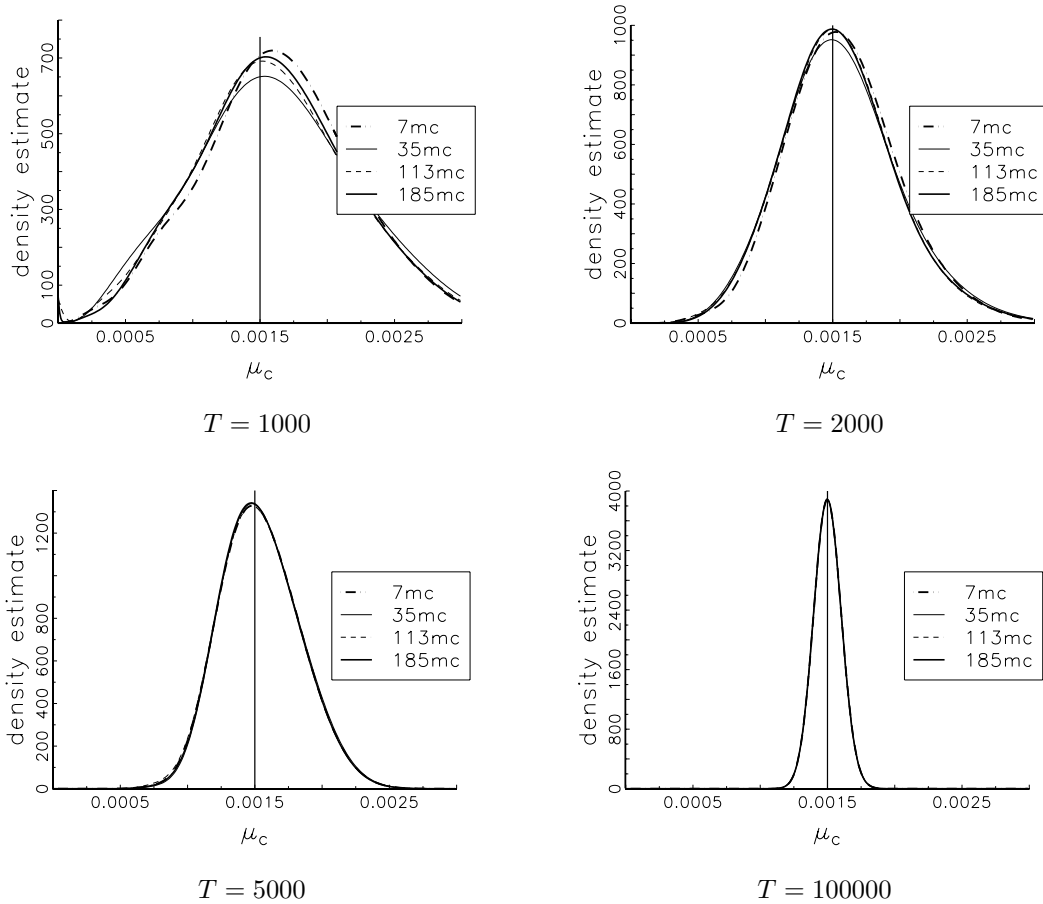 density estimate
100
300
500
700
0
0.0005
0.0015
0.0025
μc
7mc
35mc
113mc
185mc
T = 1000
density estimate
0
200
400
600
800
1000
0.0005
0.0015
0.0025
μc
7mc
35mc
113mc
185mc
T = 2000
density estimate
0
200
400
600
800
1200
0.0005
0.0015
0.0025
μc
7mc
35mc
113mc
185mc
T = 5000
density estimate
0
800
1600
2400
3200
4000
0.0005
0.0015
0.0025
μc
7mc
35mc
113mc
185mc
T = 100000